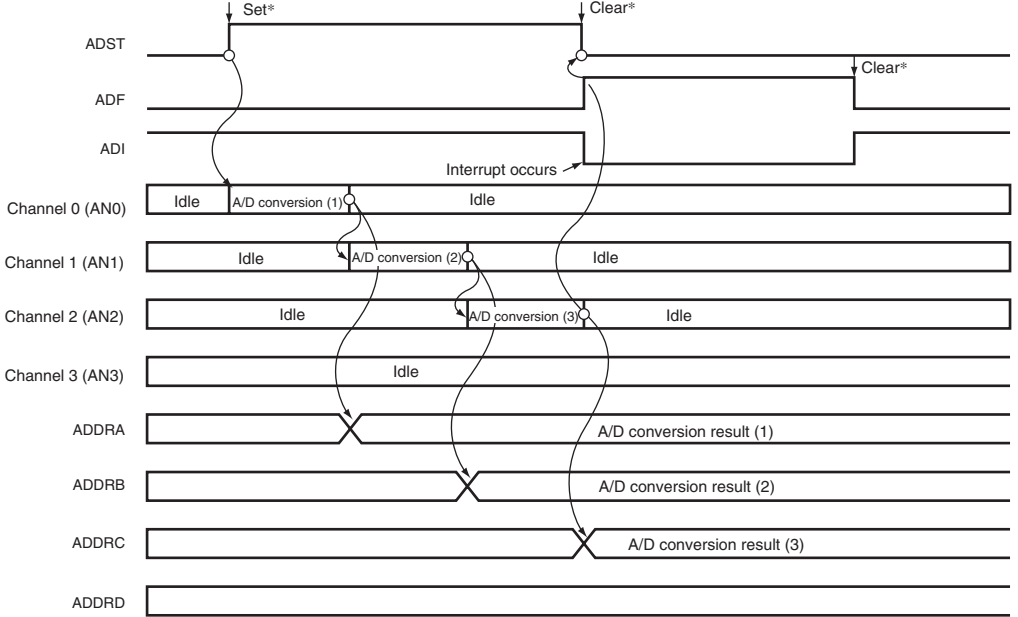 Set*
Clear*
ADST
Clear*
ADF
ADI
Interrupt occurs
Channel 0 (AN0)
Idle
A/D conversion (1)
Idle
Channel 1 (AN1)
Idle
A/D conversion (2)
Idle
Channel 2 (AN2)
Idle
A/D conversion (3)
Idle
Channel 3 (AN3)
Idle
ADDRA
A/D conversion result (1)
ADDRB
A/D conversion result (2)
ADDRC
A/D conversion result (3)
ADDRD